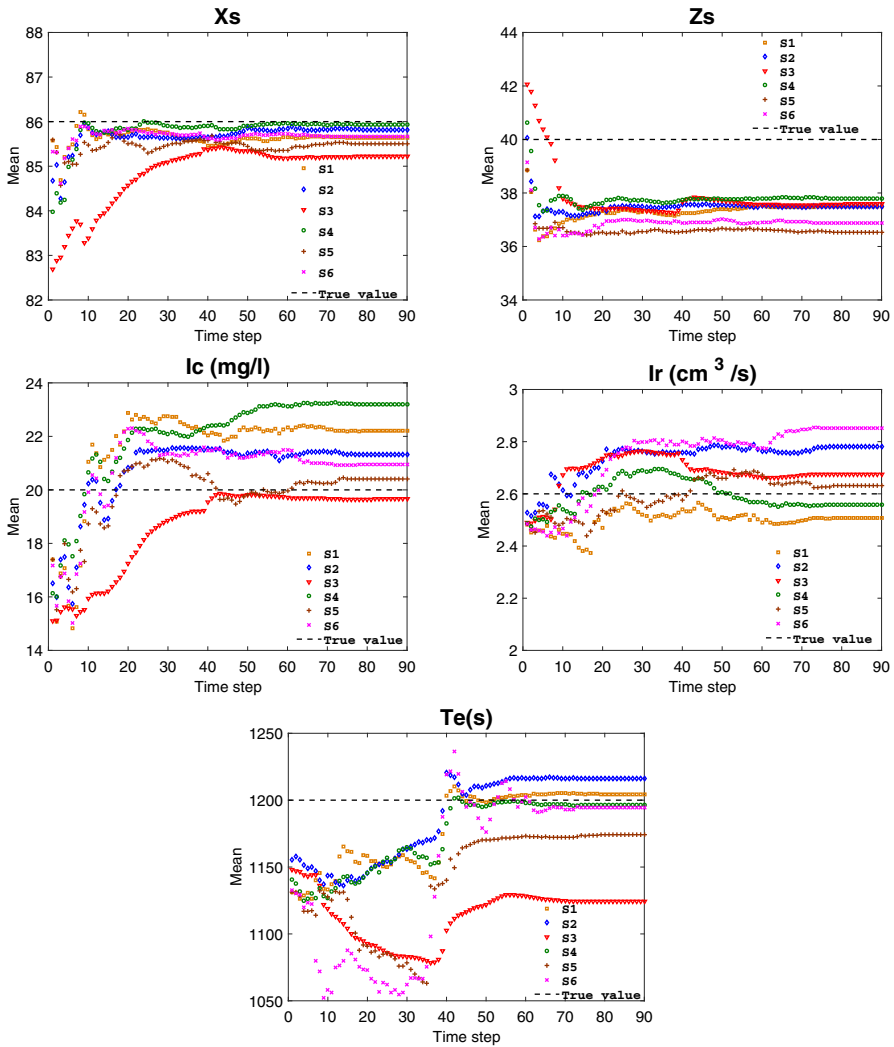 Xs
88
87
86
85
84
83
82
Mean
0 10 20 30 40 50 60 70 80 90
Time step
S1
S2
S3
S4
S5
S6
True value
Zs
44
42
40
38
36
34
Mean
0 10 20 30 40 50 60 70 80 90
Time step
S1
S2
S3
S4
S5
S6
True value
Ic (mg/l)
24
22
20
18
16
14
Mean
0 10 20 30 40 50 60 70 80 90
Time step
S1
S2
S3
S4
S5
S6
True value
Ir (cm ³ /s)
3
2.8
2.6
2.4
2.2
2
Mean
0 10 20 30 40 50 60 70 80 90
Time step
S1
S2
S3
S4
S5
S6
True value
Te(s)
1250
1200
1150
1100
1050
Mean
0 10 20 30 40 50 60 70 80 90
Time step
S1
S2
S3
S4
S5
S6
True value